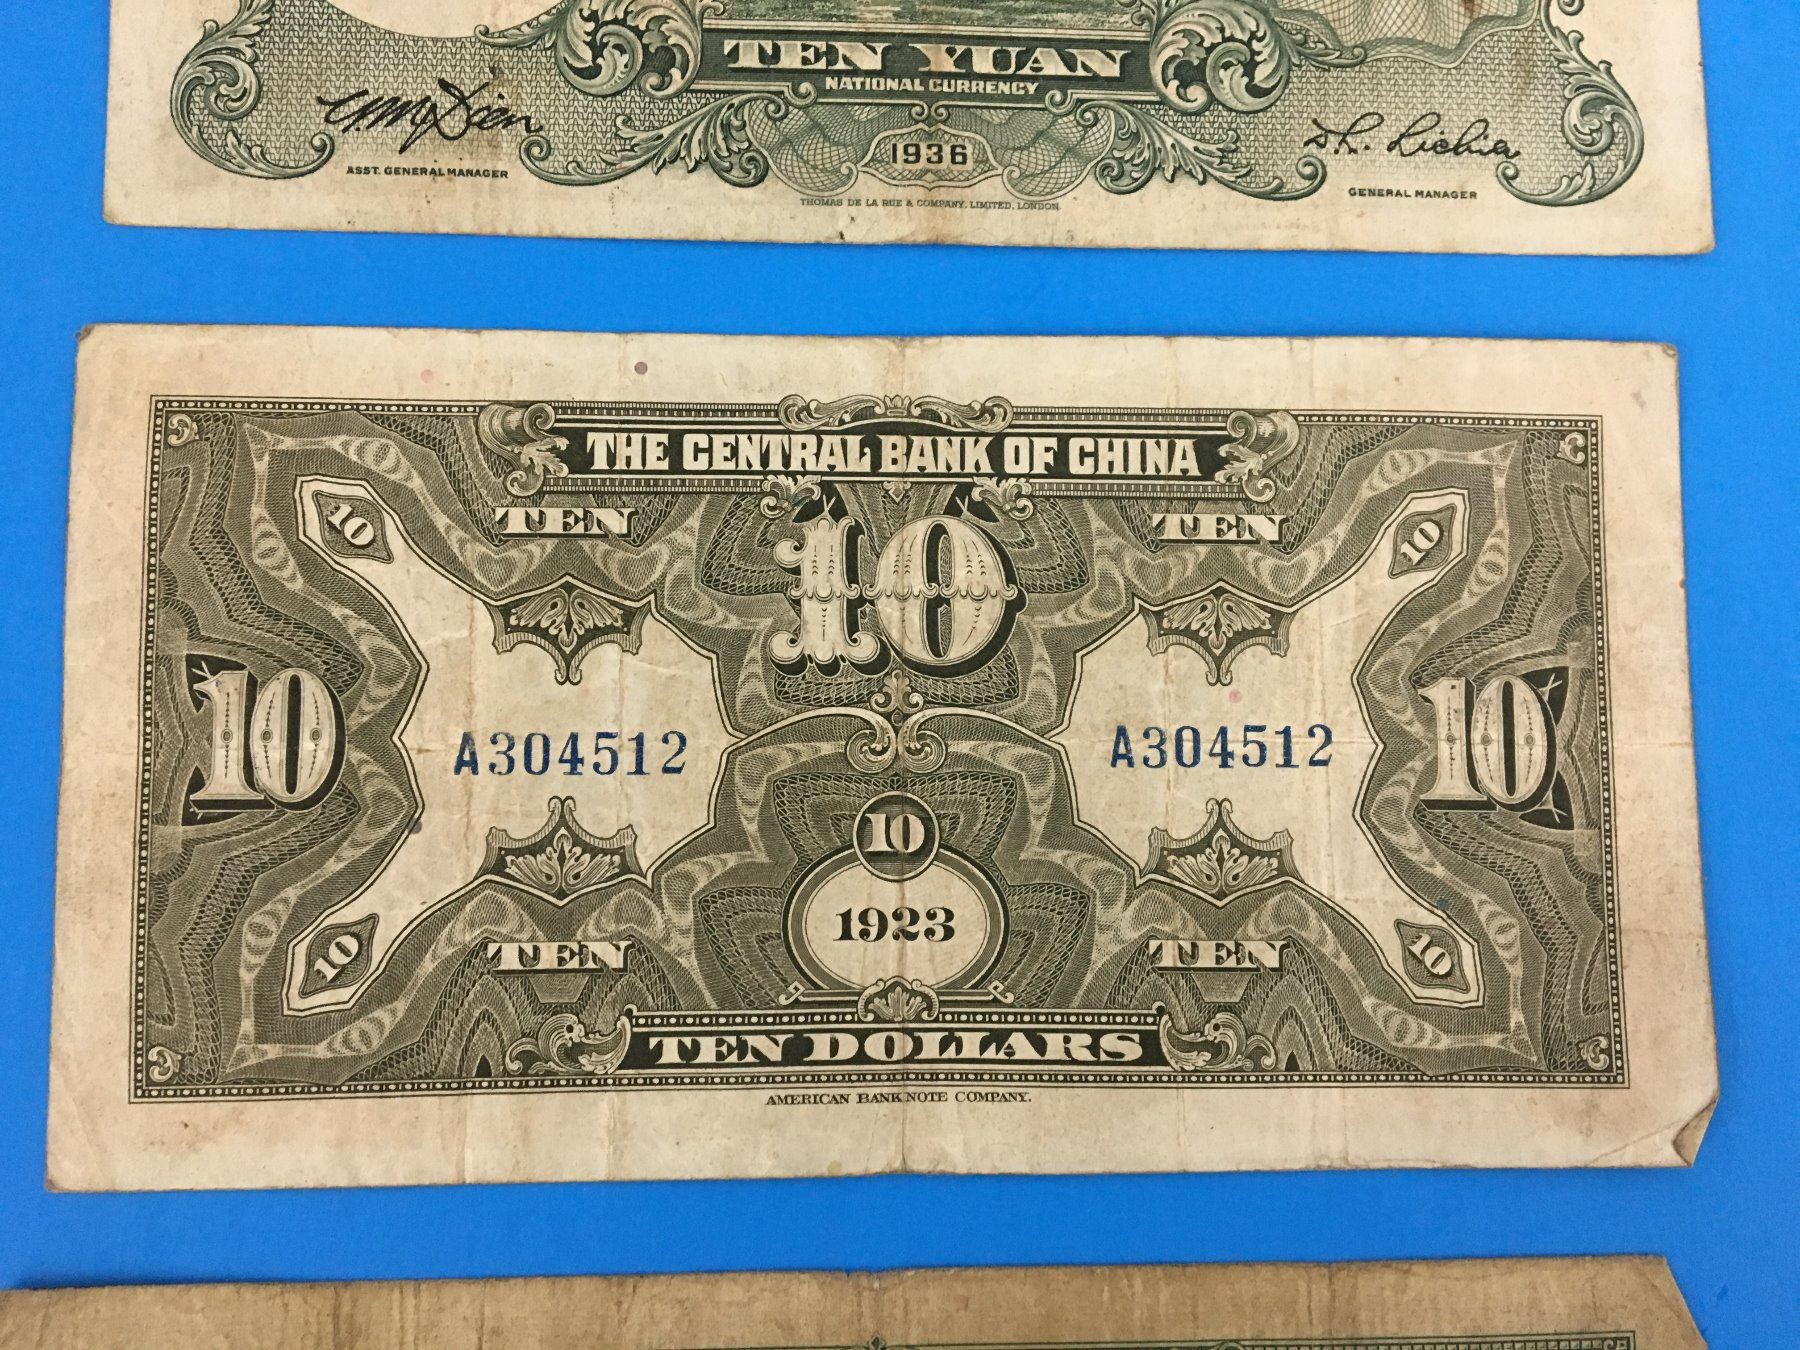 TEN YUAN
NATIONAL CURRENCY
1936
ASST. GENERAL MANAGER
GENERAL MANAGER
THOMAS DE LA RUE & COMPANY, LIMITED, LONDON.
THE CENTRAL BANK OF CHINA
10 TEN 10 TEN 10
10 A304512 A304512 10
10
10 TEN 1923 TEN 10
TEN DOLLARS
AMERICAN BANK NOTE COMPANY.